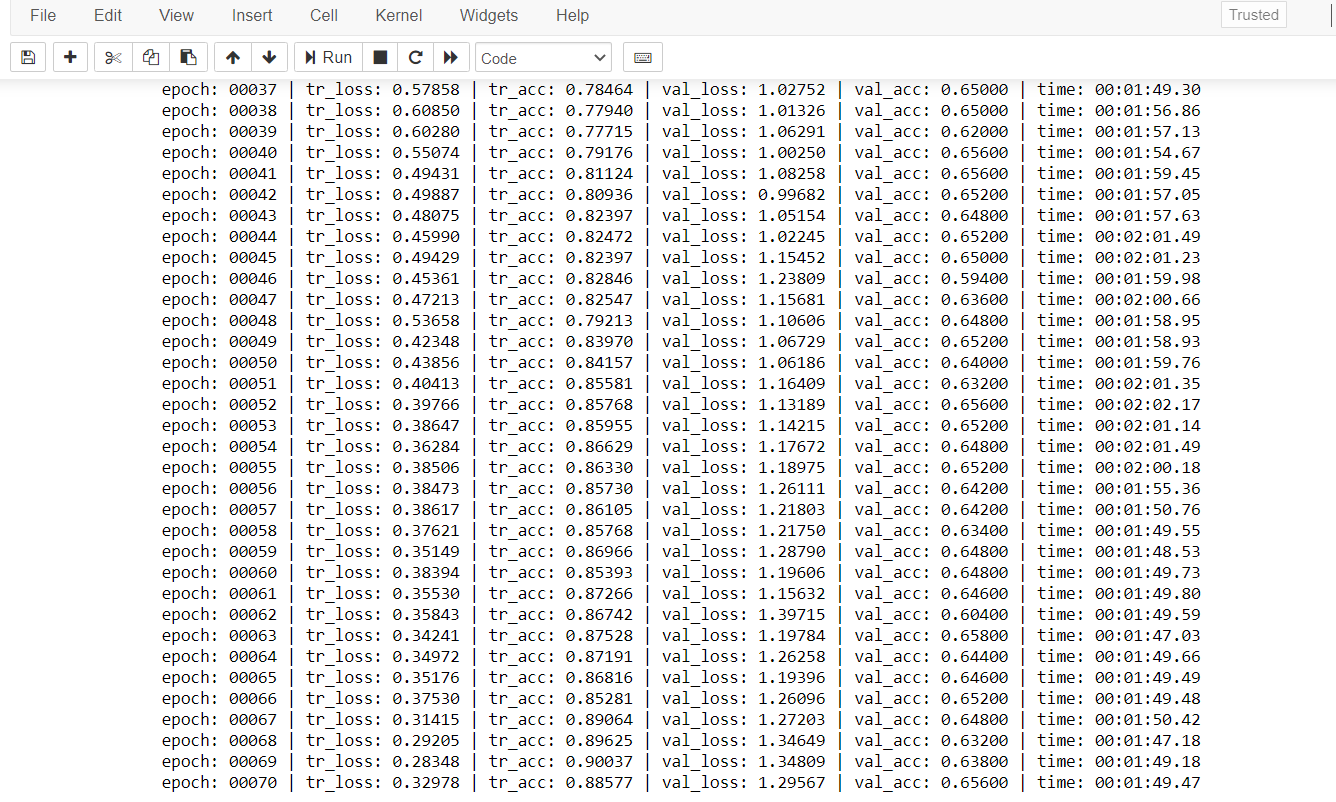 File Edit View Insert Cell Kernel Widgets Help Trusted
Run Code
epoch: 00037 | tr_loss: 0.57858 | tr_acc: 0.78464 | val_loss: 1.02752 | val_acc: 0.65000 | time: 00:01:49.30
epoch: 00038 | tr_loss: 0.60850 | tr_acc: 0.77940 | val_loss: 1.01326 | val_acc: 0.65000 | time: 00:01:56.86
epoch: 00039 | tr_loss: 0.60280 | tr_acc: 0.77715 | val_loss: 1.06291 | val_acc: 0.62000 | time: 00:01:57.13
epoch: 00040 | tr_loss: 0.55074 | tr_acc: 0.79176 | val_loss: 1.00250 | val_acc: 0.65600 | time: 00:01:54.67
epoch: 00041 | tr_loss: 0.49431 | tr_acc: 0.81124 | val_loss: 1.08258 | val_acc: 0.65600 | time: 00:01:59.45
epoch: 00042 | tr_loss: 0.49887 | tr_acc: 0.80936 | val_loss: 0.99682 | val_acc: 0.65200 | time: 00:01:57.05
epoch: 00043 | tr_loss: 0.48075 | tr_acc: 0.82397 | val_loss: 1.05154 | val_acc: 0.64800 | time: 00:01:57.63
epoch: 00044 | tr_loss: 0.45990 | tr_acc: 0.82472 | val_loss: 1.02245 | val_acc: 0.65200 | time: 00:02:01.49
epoch: 00045 | tr_loss: 0.49429 | tr_acc: 0.82397 | val_loss: 1.15452 | val_acc: 0.65000 | time: 00:02:01.23
epoch: 00046 | tr_loss: 0.45361 | tr_acc: 0.82846 | val_loss: 1.23809 | val_acc: 0.59400 | time: 00:01:59.98
epoch: 00047 | tr_loss: 0.47213 | tr_acc: 0.82547 | val_loss: 1.15681 | val_acc: 0.63600 | time: 00:02:00.66
epoch: 00048 | tr_loss: 0.53658 | tr_acc: 0.79213 | val_loss: 1.10606 | val_acc: 0.64800 | time: 00:01:58.95
epoch: 00049 | tr_loss: 0.42348 | tr_acc: 0.83970 | val_loss: 1.06729 | val_acc: 0.65200 | time: 00:01:58.93
epoch: 00050 | tr_loss: 0.43856 | tr_acc: 0.84157 | val_loss: 1.06186 | val_acc: 0.64000 | time: 00:01:59.76
epoch: 00051 | tr_loss: 0.40413 | tr_acc: 0.85581 | val_loss: 1.16409 | val_acc: 0.63200 | time: 00:02:01.35
epoch: 00052 | tr_loss: 0.39766 | tr_acc: 0.85768 | val_loss: 1.13189 | val_acc: 0.65600 | time: 00:02:02.17
epoch: 00053 | tr_loss: 0.38647 | tr_acc: 0.85955 | val_loss: 1.14215 | val_acc: 0.65200 | time: 00:02:01.14
epoch: 00054 | tr_loss: 0.36284 | tr_acc: 0.86629 | val_loss: 1.17672 | val_acc: 0.64800 | time: 00:02:01.49
epoch: 00055 | tr_loss: 0.38506 | tr_acc: 0.86330 | val_loss: 1.18975 | val_acc: 0.65200 | time: 00:02:00.18
epoch: 00056 | tr_loss: 0.38473 | tr_acc: 0.85730 | val_loss: 1.26111 | val_acc: 0.64200 | time: 00:01:55.36
epoch: 00057 | tr_loss: 0.38617 | tr_acc: 0.86105 | val_loss: 1.21803 | val_acc: 0.64200 | time: 00:01:50.76
epoch: 00058 | tr_loss: 0.37621 | tr_acc: 0.85768 | val_loss: 1.21750 | val_acc: 0.63400 | time: 00:01:49.55
epoch: 00059 | tr_loss: 0.35149 | tr_acc: 0.86966 | val_loss: 1.28790 | val_acc: 0.64800 | time: 00:01:48.53
epoch: 00060 | tr_loss: 0.38394 | tr_acc: 0.85393 | val_loss: 1.19606 | val_acc: 0.64800 | time: 00:01:49.73
epoch: 00061 | tr_loss: 0.35530 | tr_acc: 0.87266 | val_loss: 1.15632 | val_acc: 0.64600 | time: 00:01:49.80
epoch: 00062 | tr_loss: 0.35843 | tr_acc: 0.86742 | val_loss: 1.39715 | val_acc: 0.60400 | time: 00:01:49.59
epoch: 00063 | tr_loss: 0.34241 | tr_acc: 0.87528 | val_loss: 1.19784 | val_acc: 0.65800 | time: 00:01:47.03
epoch: 00064 | tr_loss: 0.34972 | tr_acc: 0.87191 | val_loss: 1.26258 | val_acc: 0.64400 | time: 00:01:49.66
epoch: 00065 | tr_loss: 0.35176 | tr_acc: 0.86816 | val_loss: 1.19396 | val_acc: 0.64600 | time: 00:01:49.49
epoch: 00066 | tr_loss: 0.37530 | tr_acc: 0.85281 | val_loss: 1.26096 | val_acc: 0.65200 | time: 00:01:49.48
epoch: 00067 | tr_loss: 0.31415 | tr_acc: 0.89064 | val_loss: 1.27203 | val_acc: 0.64800 | time: 00:01:50.42
epoch: 00068 | tr_loss: 0.29205 | tr_acc: 0.89625 | val_loss: 1.34649 | val_acc: 0.63200 | time: 00:01:47.18
epoch: 00069 | tr_loss: 0.28348 | tr_acc: 0.90037 | val_loss: 1.34809 | val_acc: 0.63800 | time: 00:01:49.18
epoch: 00070 | tr_loss: 0.32978 | tr_acc: 0.88577 | val_loss: 1.29567 | val_acc: 0.65600 | time: 00:01:49.47